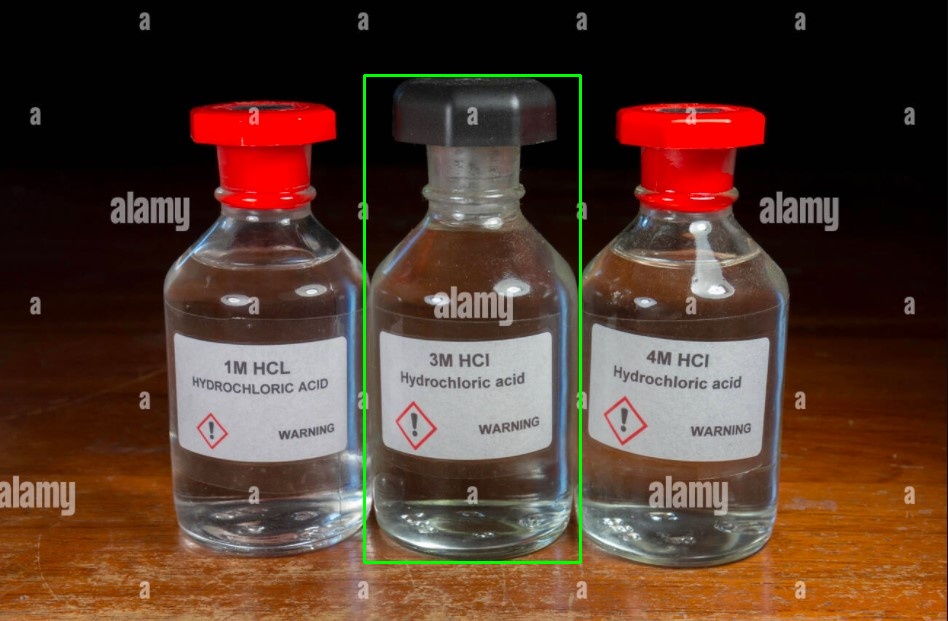 1M HCL
HYDROCHLORIC ACID
!
WARNING
3M HCl
Hydrochloric acid
!
WARNING
4M HCl
Hydrochloric acid
!
WARNING
a a a a
a a a a a
alamy a a alamy
a a alamy a a
a a a a
alamy a a alamy a
a a a a